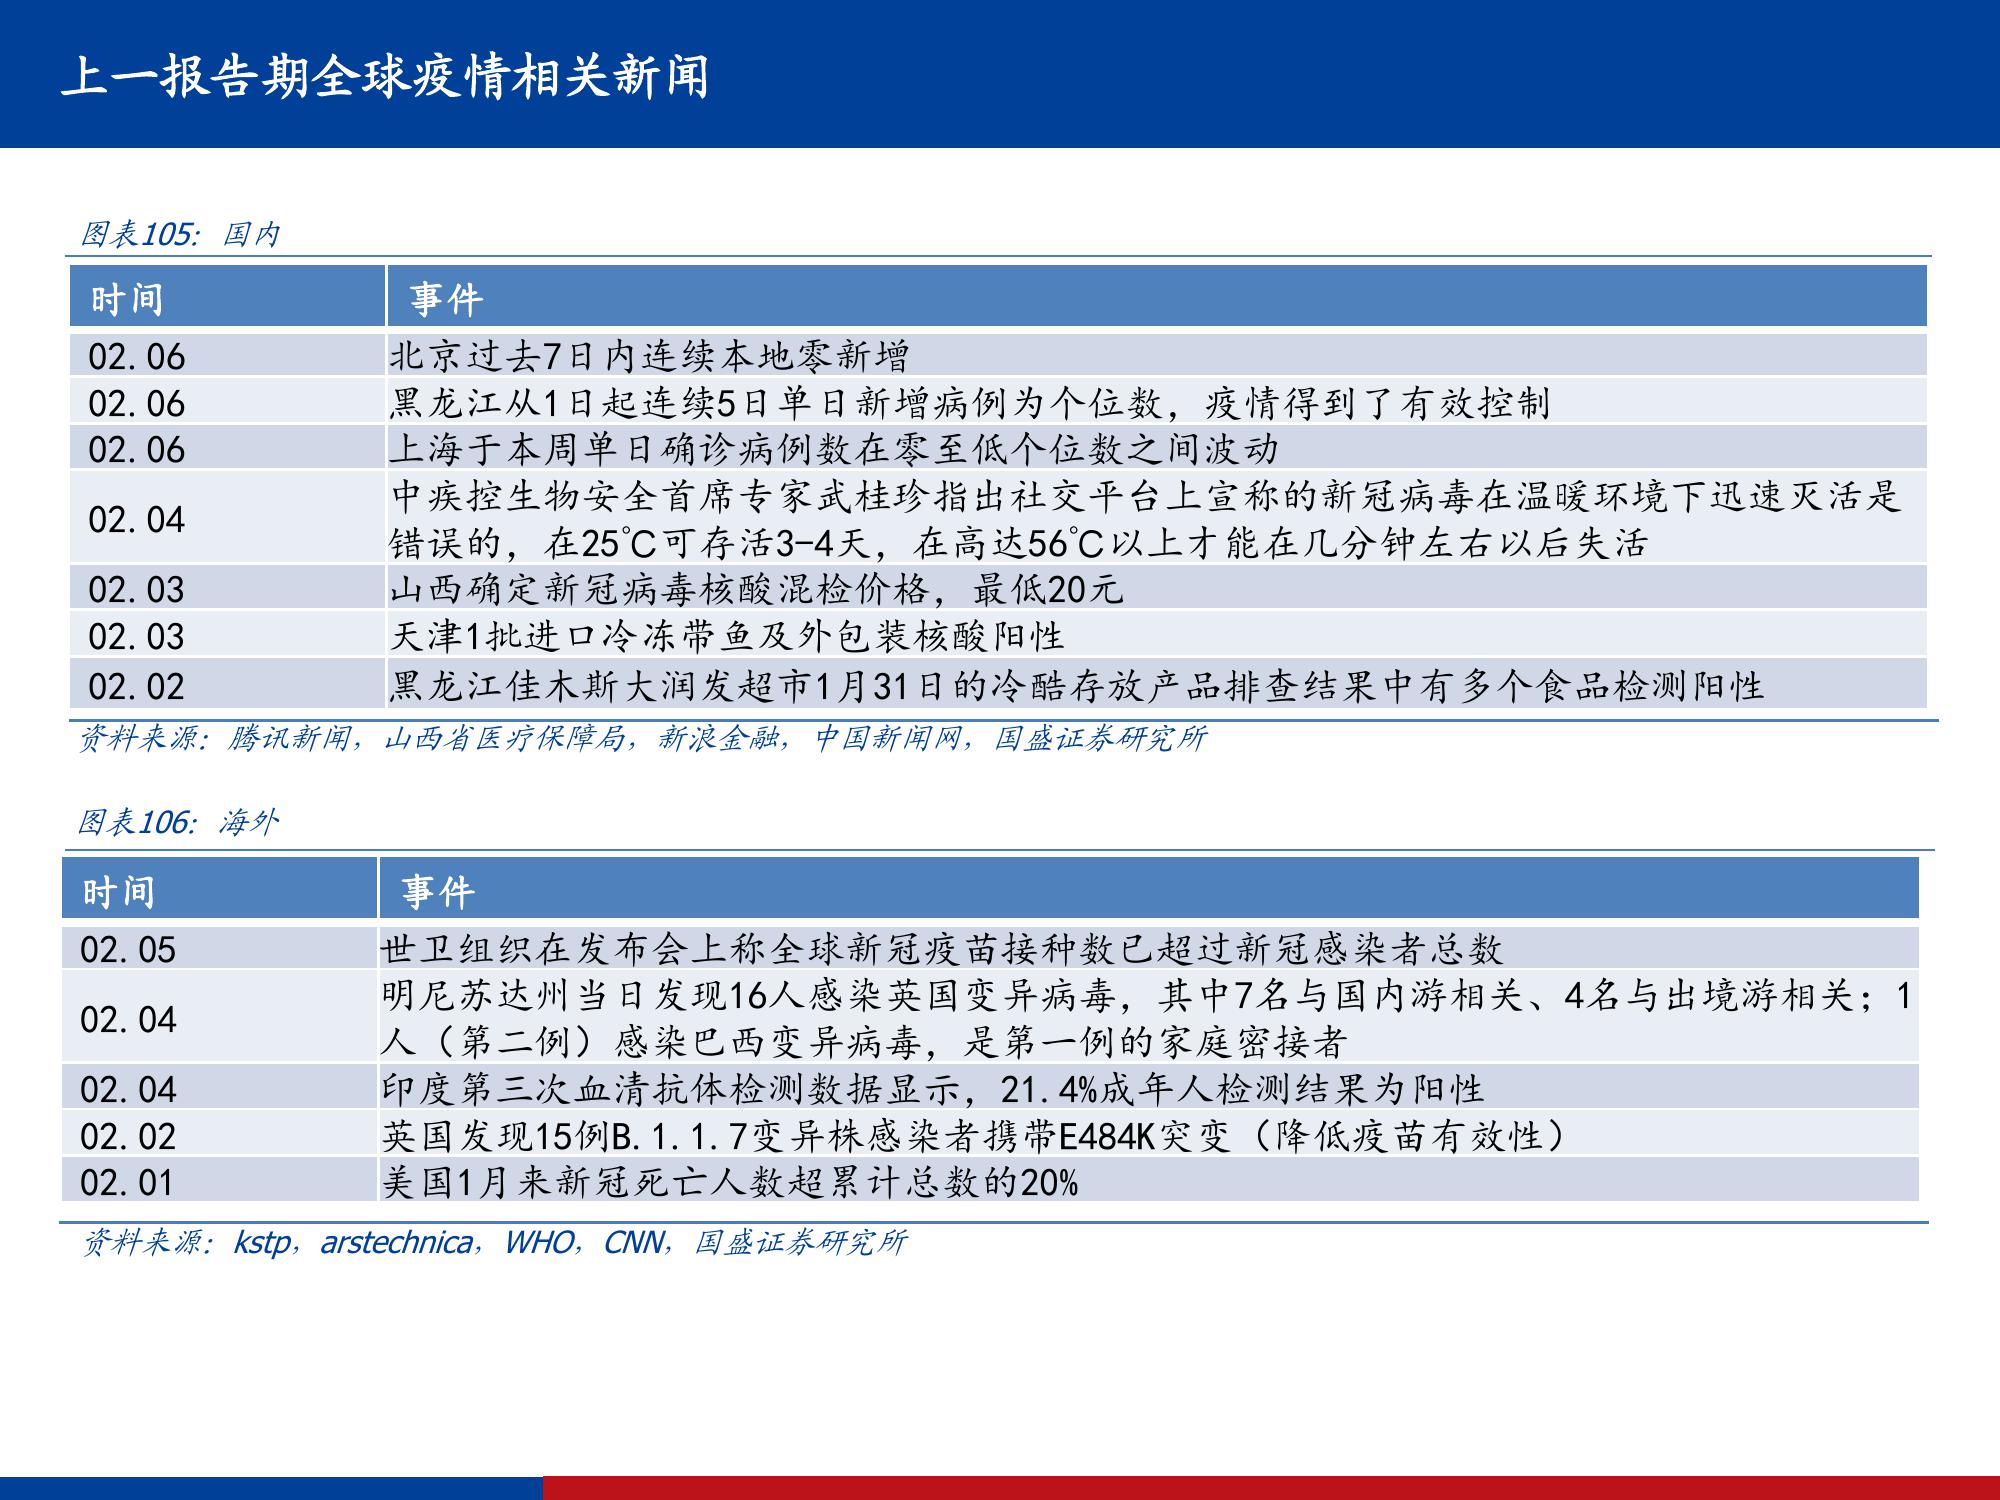 上一报告期全球疫情相关新闻
图表105: 国内
时间 事件
02.06 北京过去7日内连续本地零新增
02.06 黑龙江从1日起连续5日单日新增病例为个位数，疫情得到了有效控制
02.06 上海于本周单日确诊病例数在零至低个位数之间波动
02.04 中疾控生物安全首席专家武桂珍指出社交平台上宣称的新冠病毒在温暖环境下迅速灭活是
错误的，在25℃可存活3-4天，在高达56℃以上才能在几分钟左右以后失活
02.03 山西确定新冠病毒核酸混检价格，最低20元
02.03 天津1批进口冷冻带鱼及外包装核酸阳性
02.02 黑龙江佳木斯大润发超市1月31日的冷酷存放产品排查结果中有多个食品检测阳性
资料来源：腾讯新闻，山西省医疗保障局，新浪金融，中国新闻网，国盛证券研究所
图表106: 海外
时间 事件
02.05 世卫组织在发布会上称全球新冠疫苗接种数已超过新冠感染者总数
02.04 明尼苏达州当日发现16人感染英国变异病毒，其中7名与国内游相关、4名与出境游相关；1
人（第二例）感染巴西变异病毒，是第一例的家庭密接者
02.04 印度第三次血清抗体检测数据显示，21.4%成年人检测结果为阳性
02.02 英国发现15例B.1.1.7变异株感染者携带E484K突变（降低疫苗有效性）
02.01 美国1月来新冠死亡人数超累计总数的20%
资料来源：kstp，arstechnica，WHO，CNN，国盛证券研究所